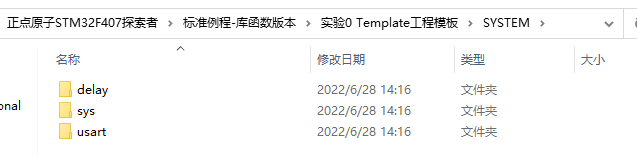 正点原子STM32F407探索者 > 标准例程-库函数版本 > 实验0 Template工程模板 > SYSTEM >
名称 修改日期 类型 大小
delay 2022/6/28 14:16 文件夹
sys 2022/6/28 14:16 文件夹
onal
usart 2022/6/28 14:16 文件夹